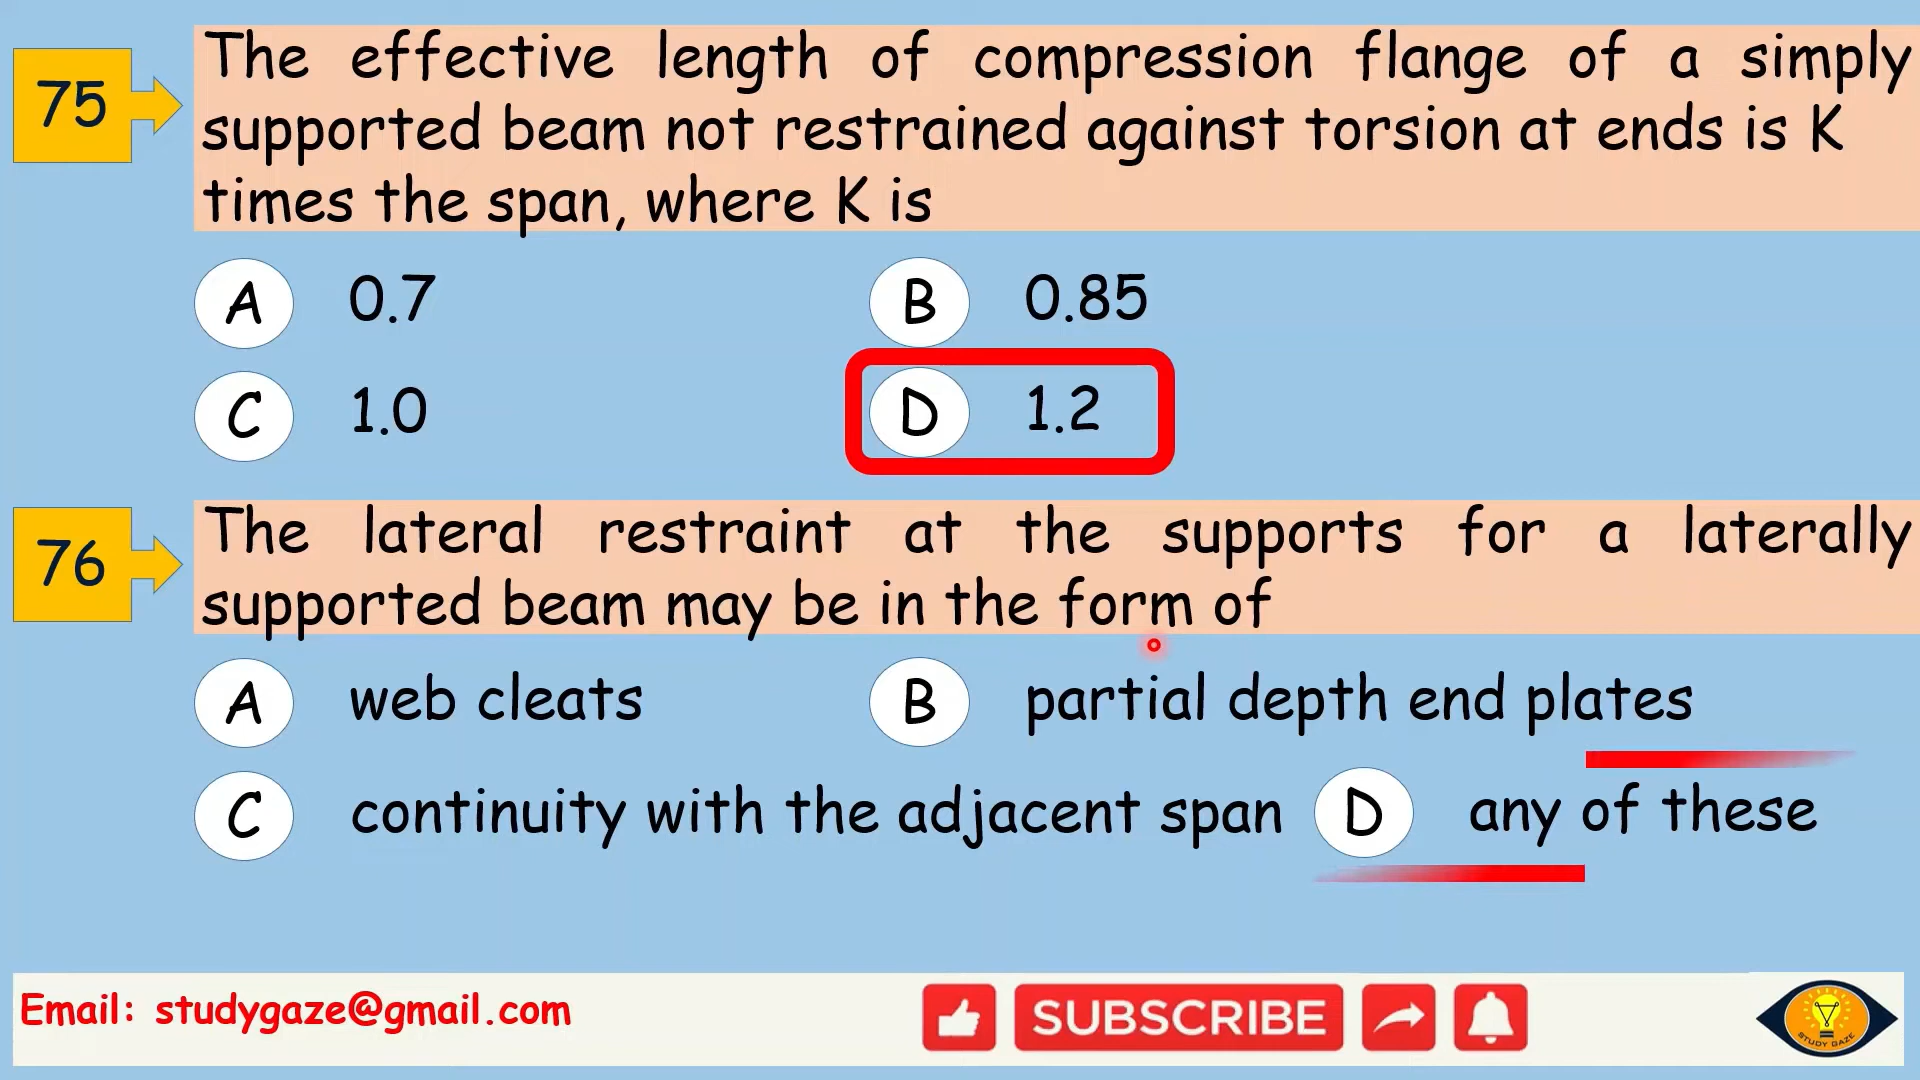 75
The effective length of compression flange of a simply
supported beam not restrained against torsion at ends is K
times the span, where K is
A 0.7
B 0.85
C 1.0
D 1.2
76
The lateral restraint at the supports for a laterally
supported beam may be in the form of
A web cleats
B partial depth end plates
C continuity with the adjacent span
D any of these
Email: studygaze@gmail.com
SUBSCRIBE
STUDY GAZE